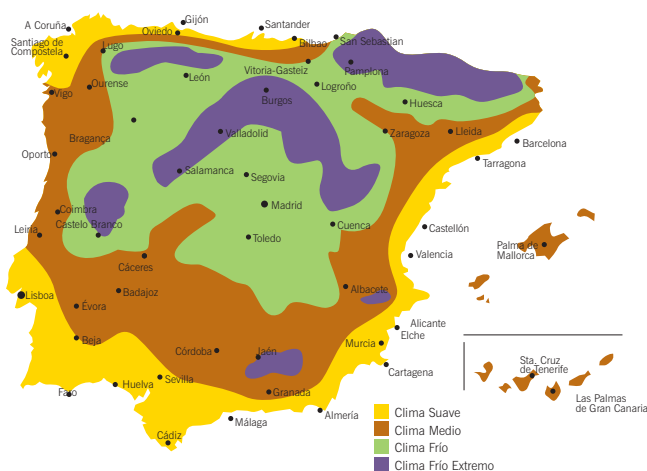 Gijón
A Coruña
Oviedo
Santander
Santiago de
Compostela
Lugo
Bilbao
San Sebastian
Vitoria-Gasteiz
Pamplona
León
Ourense
Vigo
Logroño
Burgos
Huesca
Bragança
Valladolid
Zaragoza
Lleida
Barcelona
Oporto
Tarragona
Salamanca
Segovia
Coimbra
Madrid
Castelo Branco
Cuenca
Castellón
Leiria
Toledo
Palma de
Mallorca
Valencia
Cáceres
Lisboa
Badajoz
Albacete
Évora
Alicante
Elche
Beja
Murcia
Córdoba
Jaén
Cartagena
Sta. Cruz
de Tenerife
Huelva
Sevilla
Faro
Granada
Las Palmas
de Gran Canaria
Almería
Málaga
Cádiz
Clima Suave
Clima Medio
Clima Frío
Clima Frío Extremo